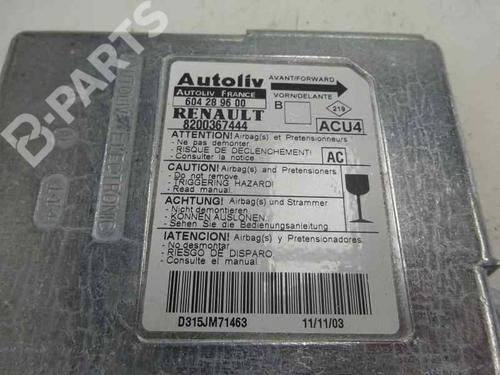 B-PARTS
Autoliv
AVANT/FORWARD
AUTOLIV FRANCE
VORN/DELANTE
604 28 96 00
B
219
RENAULT
8200367444
ACU4
ATTENTION! Airbag(s) et Pretensionneurs
- Ne pas demonter
- RISQUE DE DECLENCHEMENT!
- Consulter la notice
AC
CAUTION! Airbag(s) and Pretensioners
- Do not remove
- TRIGGERING HAZARD!
- Read manual.
ACHTUNG! Airbag(s) und Strammer
- Nicht demontieren
- KÖNNEN AUSLÖNEN.
- Sehen Sie die Bedienungsanleitung
¡ATENCION! Airbag(s) y Pretensionadores
- No desmontar
- RIESGO DE DISPARO
- Consulte el manual.
D315JM71463
11/11/03